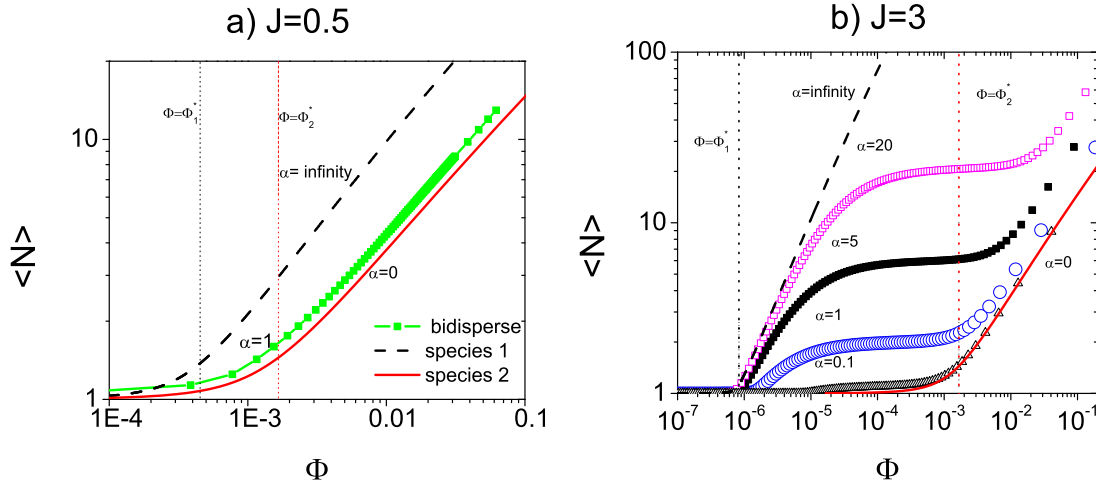 a) J=0.5
<N>
10
1
Φ=Φ₁*
Φ=Φ₂*
α= infinity
α=0
α=1
bidisperse
species 1
species 2
1E-4
1E-3
0.01
0.1
Φ
b) J=3
<N>
100
10
1
Φ=Φ₁*
α=infinity
Φ=Φ₂*
α=20
α=5
α=1
α=0.1
α=0
10⁻⁷
10⁻⁶
10⁻⁵
10⁻⁴
10⁻³
10⁻²
10⁻¹
Φ